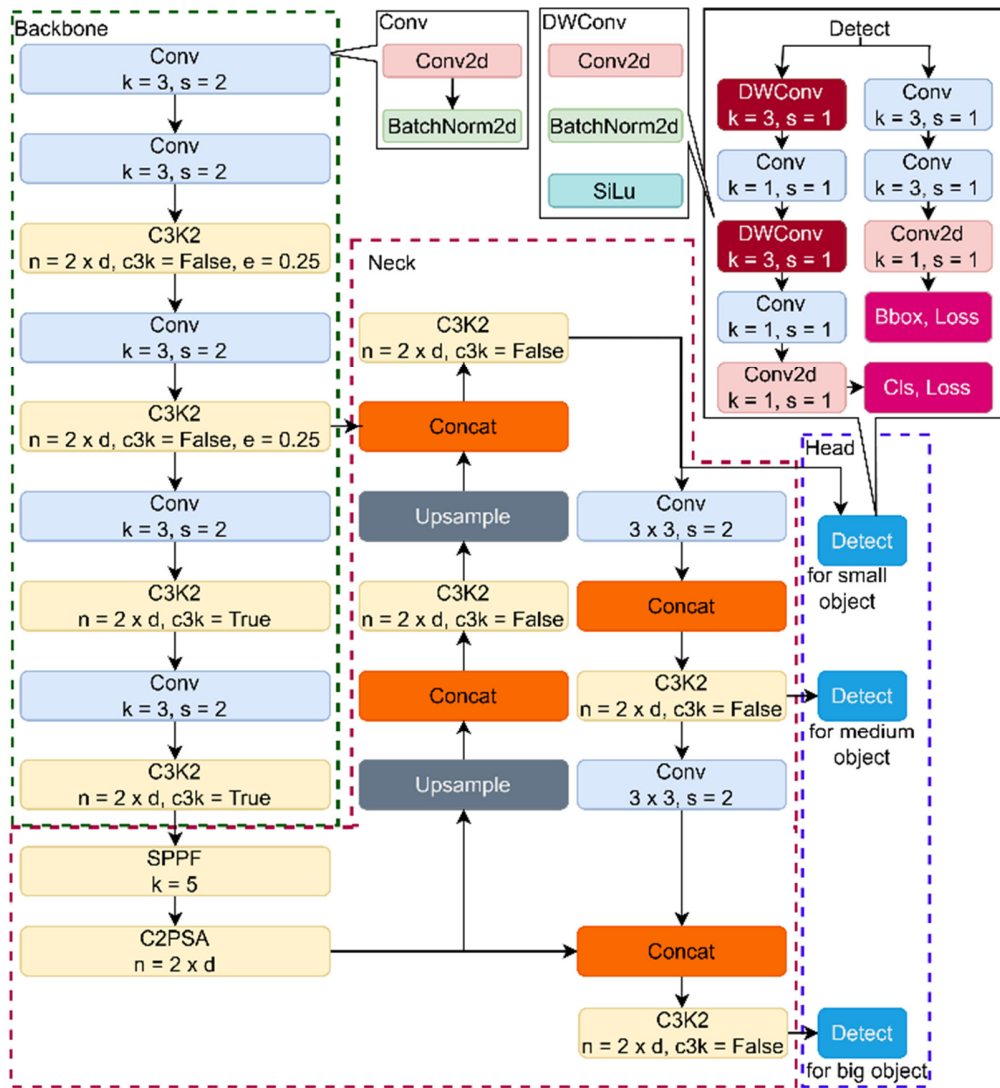 Backbone
Conv
k = 3, s = 2
Conv
k = 3, s = 2
C3K2
n = 2 x d, c3k = False, e = 0.25
Conv
k = 3, s = 2
C3K2
n = 2 x d, c3k = False, e = 0.25
Conv
k = 3, s = 2
C3K2
n = 2 x d, c3k = True
Conv
k = 3, s = 2
C3K2
n = 2 x d, c3k = True
SPPF
k = 5
C2PSA
n = 2 x d
Conv
Conv2d
BatchNorm2d
DWConv
Conv2d
BatchNorm2d
SiLu
Detect
DWConv
k = 3, s = 1
Conv
k = 1, s = 1
DWConv
k = 3, s = 1
Conv
k = 1, s = 1
Conv2d
k = 1, s = 1
Conv
k = 3, s = 1
Conv
k = 3, s = 1
Conv2d
k = 1, s = 1
Bbox, Loss
Cls, Loss
Neck
C3K2
n = 2 x d, c3k = False
Concat
Upsample
C3K2
n = 2 x d, c3k = False
Concat
Upsample
Conv
3 x 3, s = 2
Concat
C3K2
n = 2 x d, c3k = False
Conv
3 x 3, s = 2
Concat
C3K2
n = 2 x d, c3k = False
Head
Detect
for small
object
Detect
for medium
object
Detect
for big object